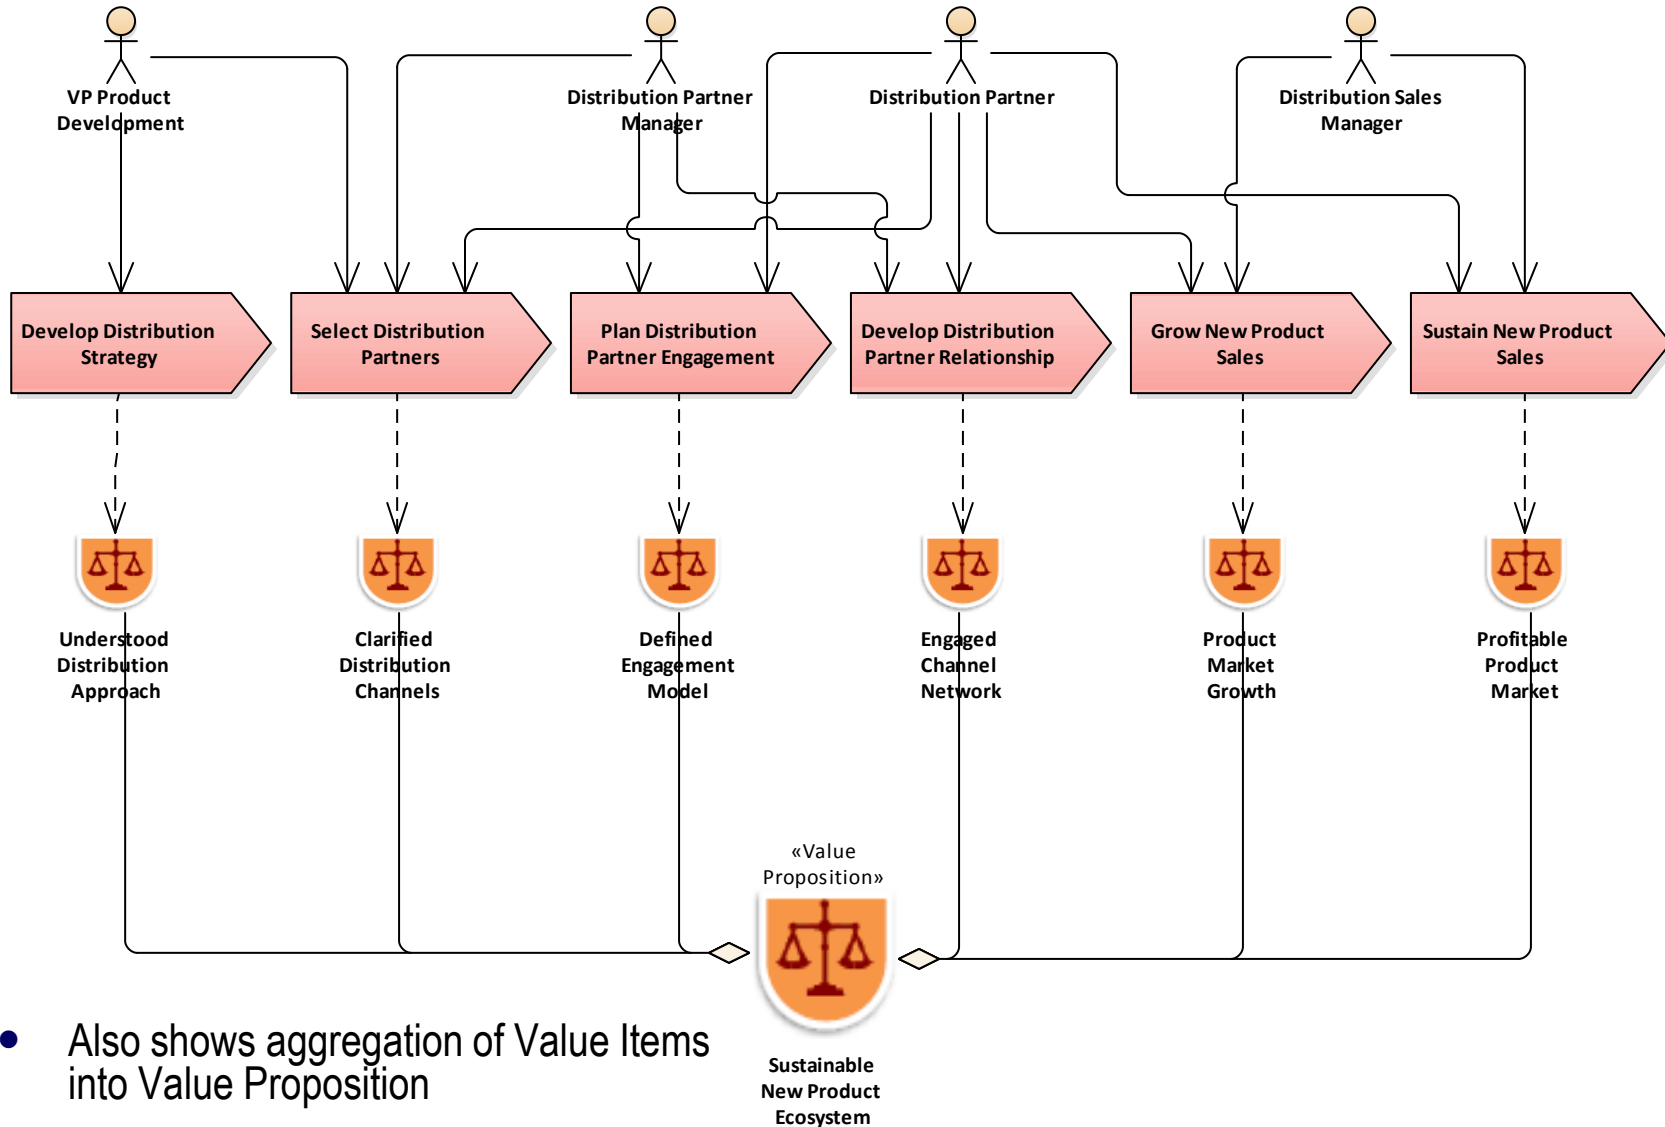 VP Product
Development
Distribution Partner
Manager
Distribution Partner
Distribution Sales
Manager
Develop Distribution
Strategy
Select Distribution
Partners
Plan Distribution
Partner Engagement
Develop Distribution
Partner Relationship
Grow New Product
Sales
Sustain New Product
Sales
Understood
Distribution
Approach
Clarified
Distribution
Channels
Defined
Engagement
Model
Engaged
Channel
Network
Product
Market
Growth
Profitable
Product
Market
«Value
Proposition»
Sustainable
New Product
Ecosystem
• Also shows aggregation of Value Items
into Value Proposition